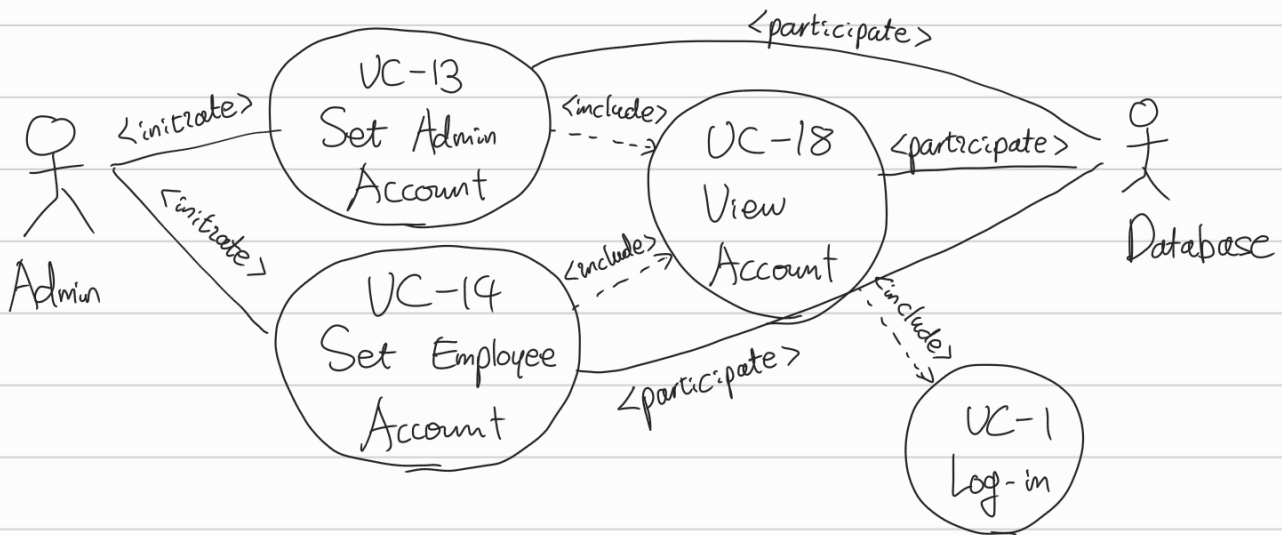 <participate>
UC-13
Set Admin
Account
<initiate>
<include>
UC-18
View
Account
<participate>
Database
<initiate>
Admin
<include>
UC-14
Set Employee
Account
<participate>
<include>
UC-1
Log-in